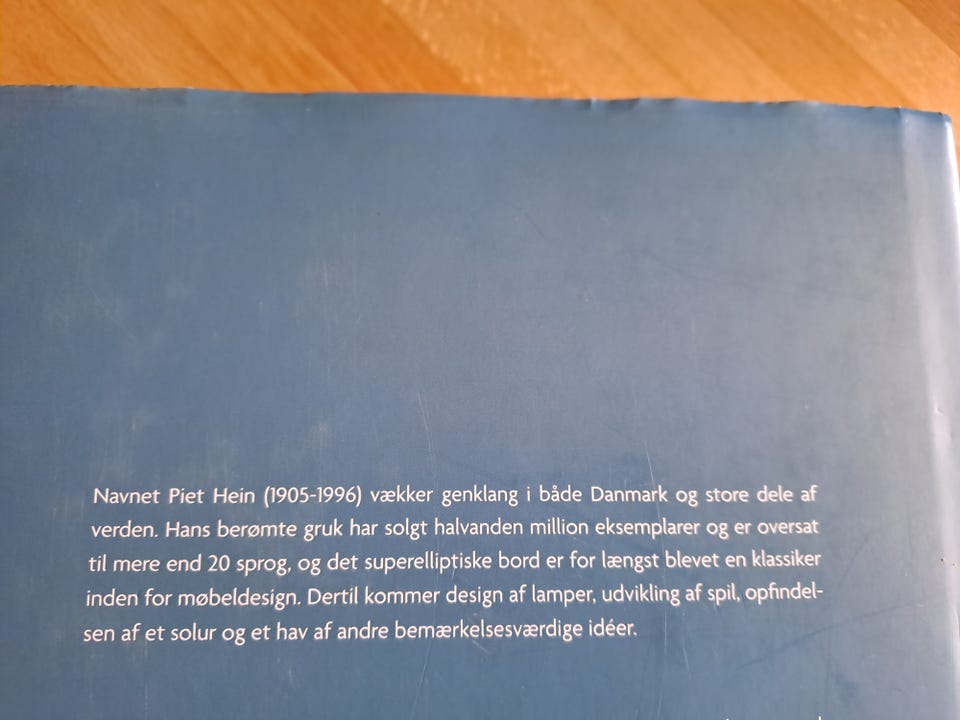 Navnet Piet Hein (1905-1996) vækker genklang i både Danmark og store dele af
verden. Hans berømte gruk har solgt halvanden million eksemplarer og er oversat
til mere end 20 sprog, og det superelliptiske bord er for længst blevet en klassiker
inden for møbeldesign. Dertil kommer design af lamper, udvikling af spil, opfindel-
sen af et solur og et hav af andre bemærkelsesværdige idéer.